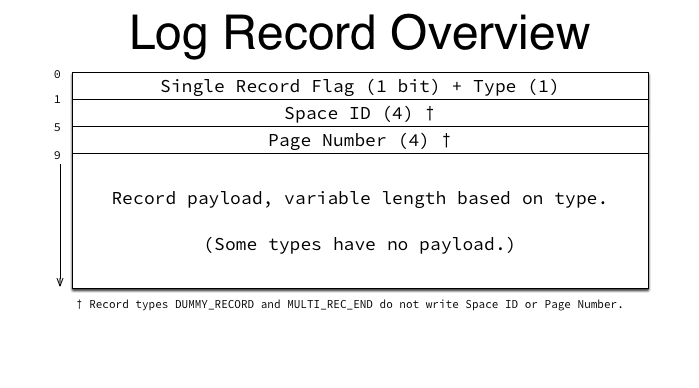 Log Record Overview
0
Single Record Flag (1 bit) + Type (1)
1
Space ID (4) †
5
Page Number (4) †
9
Record payload, variable length based on type.
(Some types have no payload.)
† Record types DUMMY_RECORD and MULTI_REC_END do not write Space ID or Page Number.